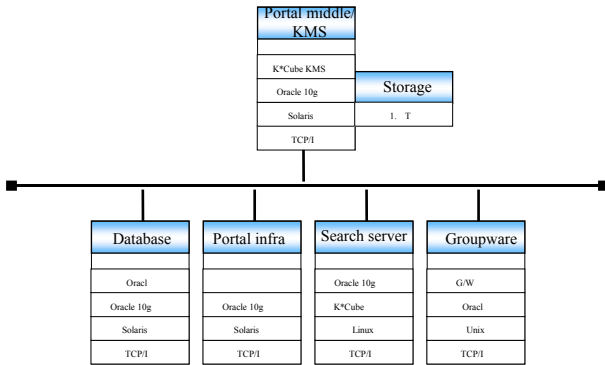 Portal middle/
KMS
K*Cube KMS
Oracle 10g
Solaris
TCP/I
Storage
1. T
Database
Oracl
Oracle 10g
Solaris
TCP/I
Portal infra
Oracle 10g
Solaris
TCP/I
Search server
Oracle 10g
K*Cube
Linux
TCP/I
Groupware
G/W
Oracl
Unix
TCP/I